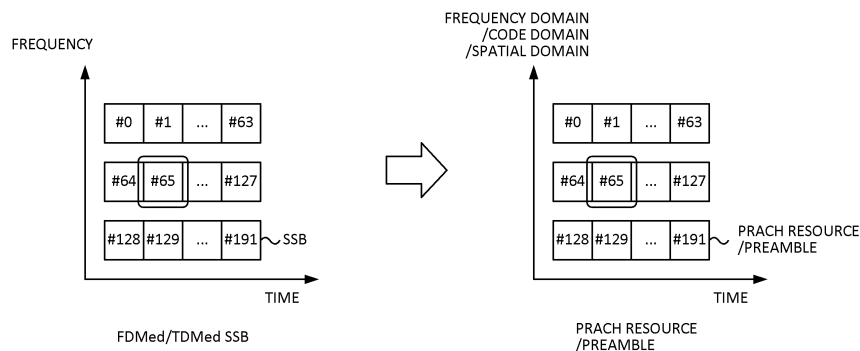 FREQUENCY
#0 #1 ... #63
#64 #65 ... #127
#128 #129 ... #191 SSB
TIME
FDMed/TDMed SSB
FREQUENCY DOMAIN
/CODE DOMAIN
/SPATIAL DOMAIN
#0 #1 ... #63
#64 #65 ... #127
#128 #129 ... #191 PRACH RESOURCE
/PREAMBLE
TIME
PRACH RESOURCE
/PREAMBLE